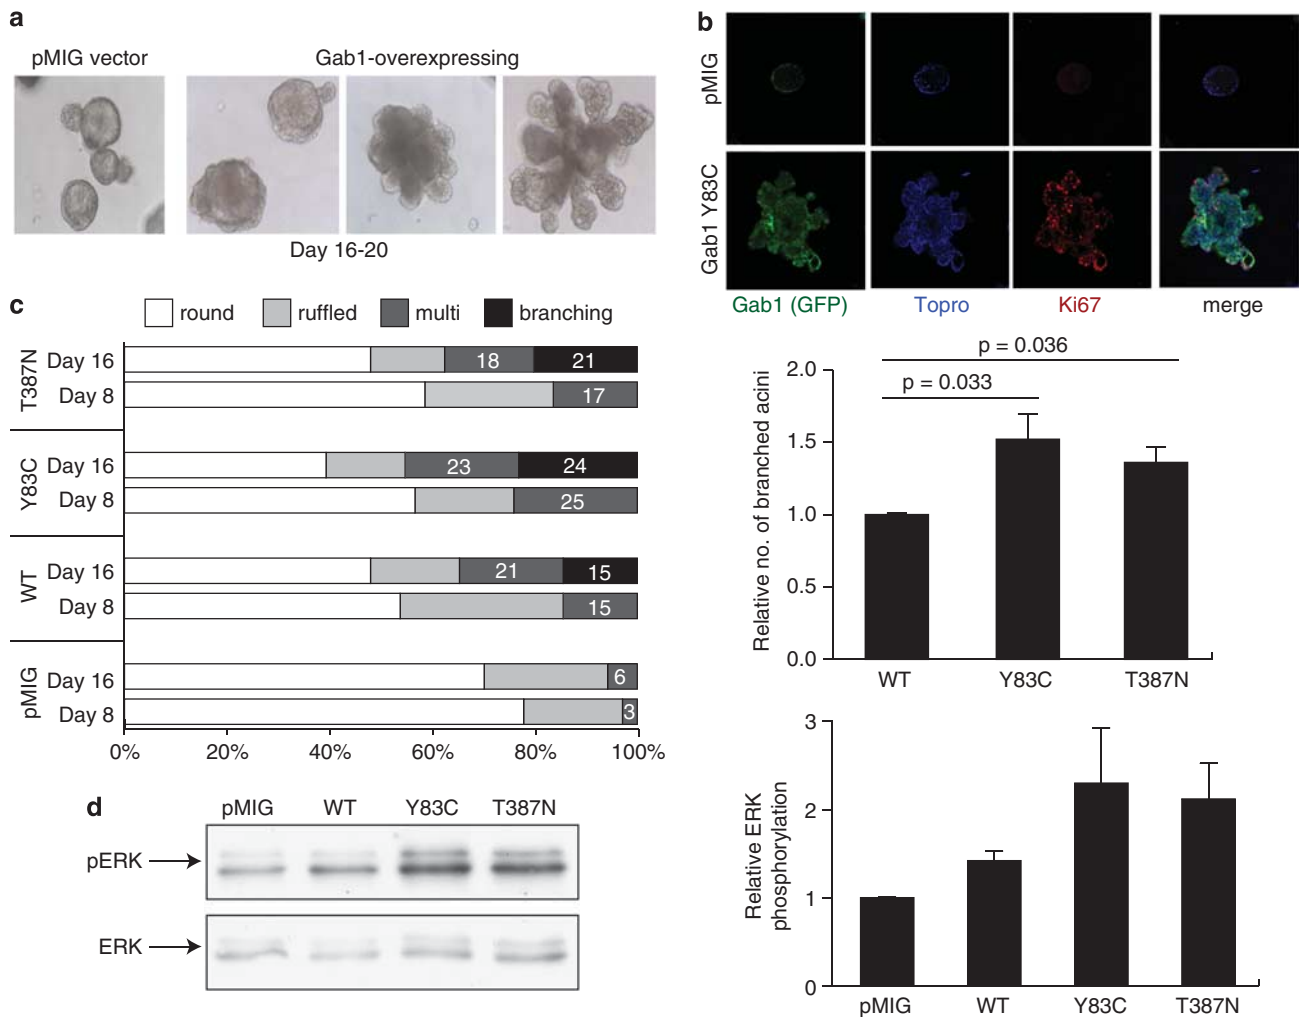 a
pMIG vector
Gab1-overexpressing
Day 16-20
b
pMIG
Gab1 Y83C
Gab1 (GFP)
Topro
Ki67
merge
c
round
ruffled
multi
branching
T387N
Day 16
18
21
Day 8
17
Y83C
Day 16
23
24
Day 8
25
WT
Day 16
21
15
Day 8
15
pMIG
Day 16
6
Day 8
3
0%
20%
40%
60%
80%
100%
Relative no. of branched acini
2.0
1.5
1.0
0.5
0.0
p = 0.036
p = 0.033
WT
Y83C
T387N
d
pMIG
WT
Y83C
T387N
pERK
ERK
Relative ERK
phosphorylation
3
2
1
0
pMIG
WT
Y83C
T387N